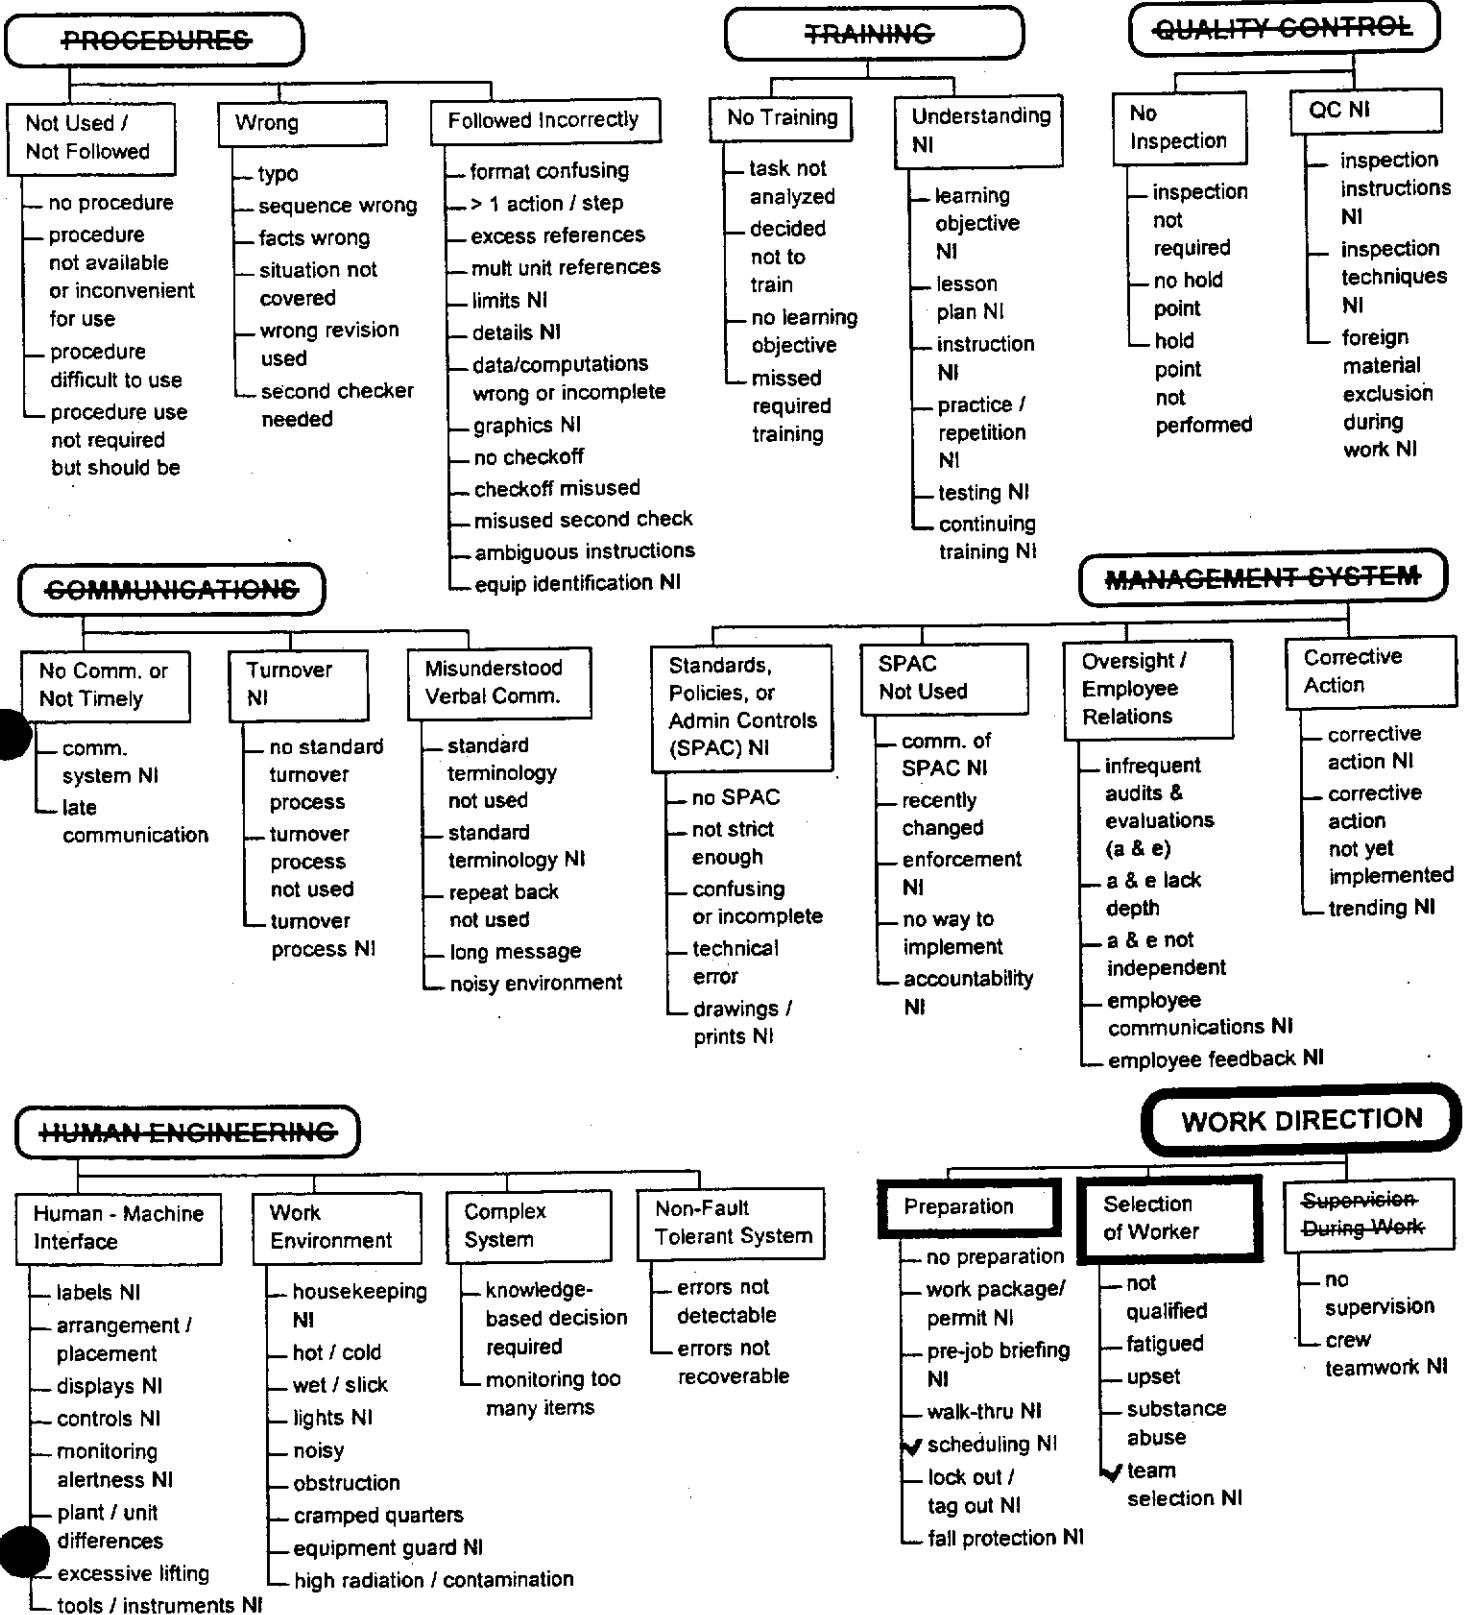 PROCEDURES
Not Used /
Not Followed
no procedure
procedure
not available
or inconvenient
for use
procedure
difficult to use
procedure use
not required
but should be
Wrong
typo
sequence wrong
facts wrong
situation not
covered
wrong revision
used
second checker
needed
Followed Incorrectly
format confusing
> 1 action / step
excess references
mult unit references
limits NI
details NI
data/computations
wrong or incomplete
graphics NI
no checkoff
checkoff misused
misused second check
ambiguous instructions
equip identification NI
TRAINING
No Training
task not
analyzed
decided
not to
train
no learning
objective
missed
required
training
Understanding
NI
learning
objective
NI
lesson
plan NI
instruction
NI
practice /
repetition
NI
testing NI
continuing
training NI
QUALITY CONTROL
No
Inspection
inspection
not
required
no hold
point
hold
point
not
performed
QC NI
inspection
instructions
NI
inspection
techniques
NI
foreign
material
exclusion
during
work NI
COMMUNICATIONS
No Comm. or
Not Timely
comm.
system NI
late
communication
Turnover
NI
no standard
turnover
process
turnover
process
not used
turnover
process NI
Misunderstood
Verbal Comm.
standard
terminology
not used
standard
terminology NI
repeat back
not used
long message
noisy environment
MANAGEMENT SYSTEM
Standards,
Policies, or
Admin Controls
(SPAC) NI
no SPAC
not strict
enough
confusing
or incomplete
technical
error
drawings /
prints NI
SPAC
Not Used
comm. of
SPAC NI
recently
changed
enforcement
NI
no way to
implement
accountability
NI
Oversight /
Employee
Relations
infrequent
audits &
evaluations
(a & e)
a & e lack
depth
a & e not
independent
employee
communications NI
employee feedback NI
Corrective
Action
corrective
action NI
corrective
action
not yet
implemented
trending NI
HUMAN ENGINEERING
Human - Machine
Interface
labels NI
arrangement /
placement
displays NI
controls NI
monitoring
alertness NI
plant / unit
differences
excessive lifting
tools / instruments NI
Work
Environment
housekeeping
NI
hot / cold
wet / slick
lights NI
noisy
obstruction
cramped quarters
equipment guard NI
high radiation / contamination
Complex
System
knowledge-
based decision
required
monitoring too
many items
Non-Fault
Tolerant System
errors not
detectable
errors not
recoverable
WORK DIRECTION
Preparation
no preparation
work package/
permit NI
pre-job briefing
NI
walk-thru NI
scheduling NI
lock out /
tag out NI
fall protection NI
Selection
of Worker
not
qualified
fatigued
upset
substance
abuse
team
selection NI
Supervision
During Work
no
supervision
crew
teamwork NI